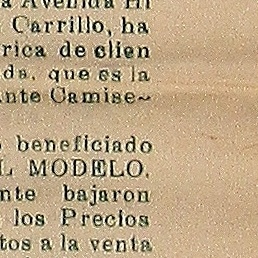 a Avenida Hi
Carrillo, ha
rica de clien
da, que es la
nte Camise~
beneficiado
L MODELO.
nte bajaron
los Precios
tos a la venta